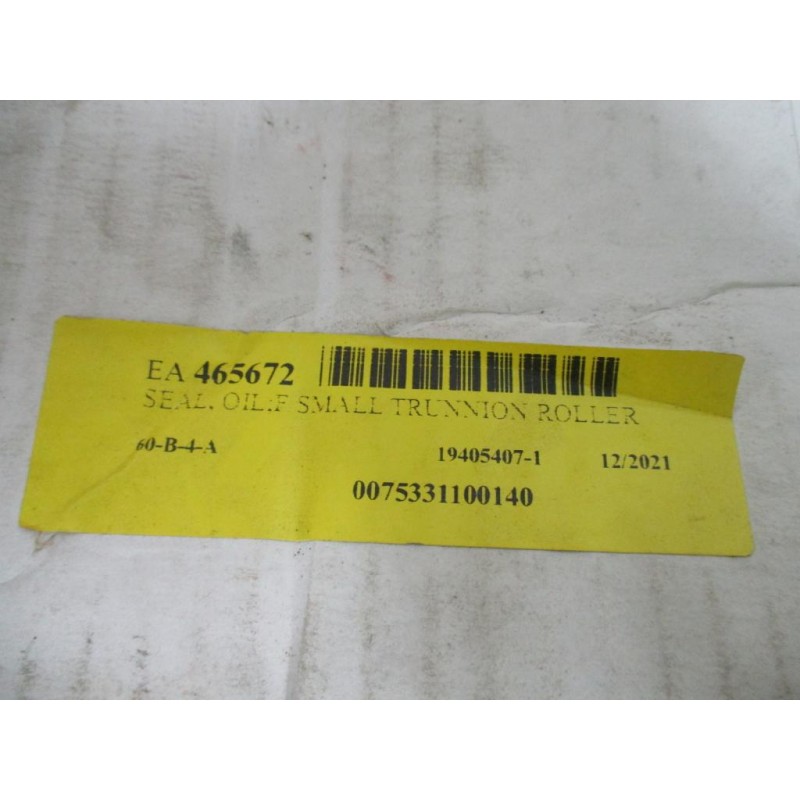 EA 465672
SEAL, OIL:F SMALL TRUNNION ROLLER
60-B-4-A 19405407-1 12/2021
0075331100140